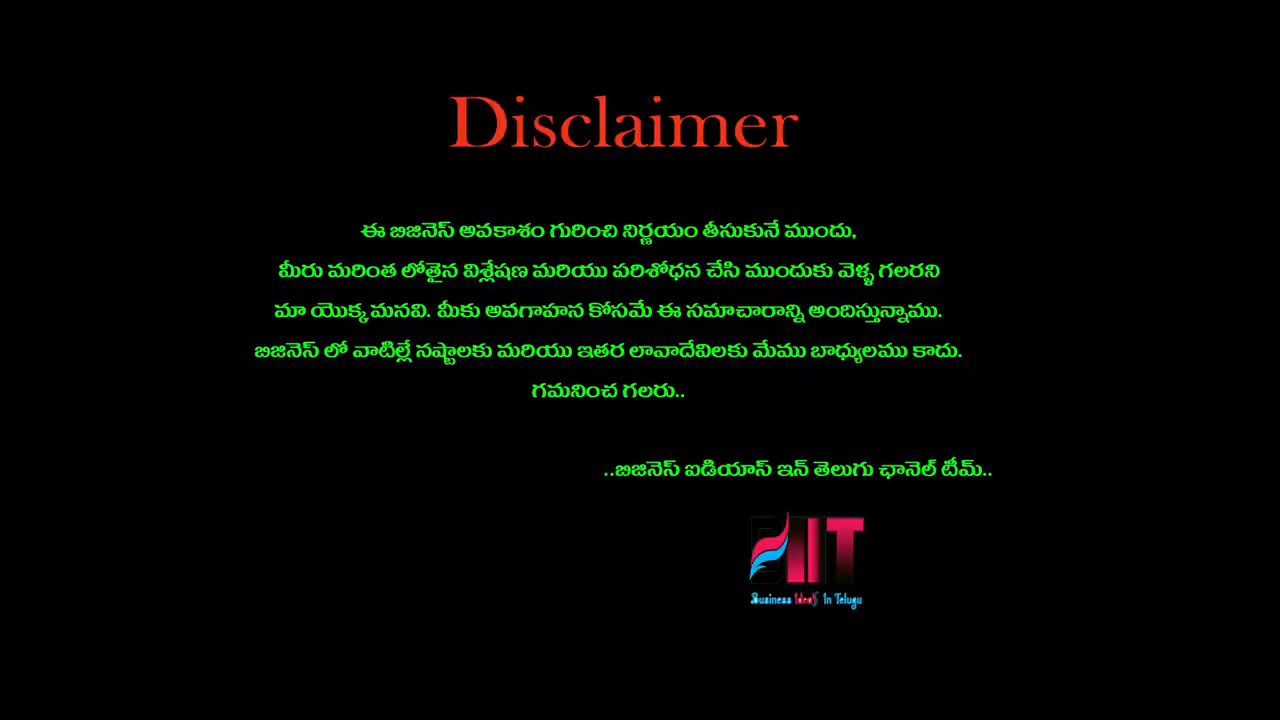 Disclaimer
ఈ బిజినెస్ అవకాశం గురించి నిర్ణయం తీసుకునే ముందు,
మీరు మరింత లోతైన విశ్లేషణ మరియు పరిశోధన చేసి ముందుకు వెళ్ళ గలరని
మా యొక్క మనవి. మీకు అవగాహన కోసమే ఈ సమాచారాన్ని అందిస్తున్నాము.
బిజినెస్ లో వాటిల్లే నష్టాలకు మరియు ఇతర లావాదేవిలకు మేము బాధ్యులము కాదు.
గమనించ గలరు..
..బిజినెస్ ఐడియాస్ ఇన్ తెలుగు ఛానెల్ టీమ్..
BIIT
Business Ideas In Telugu